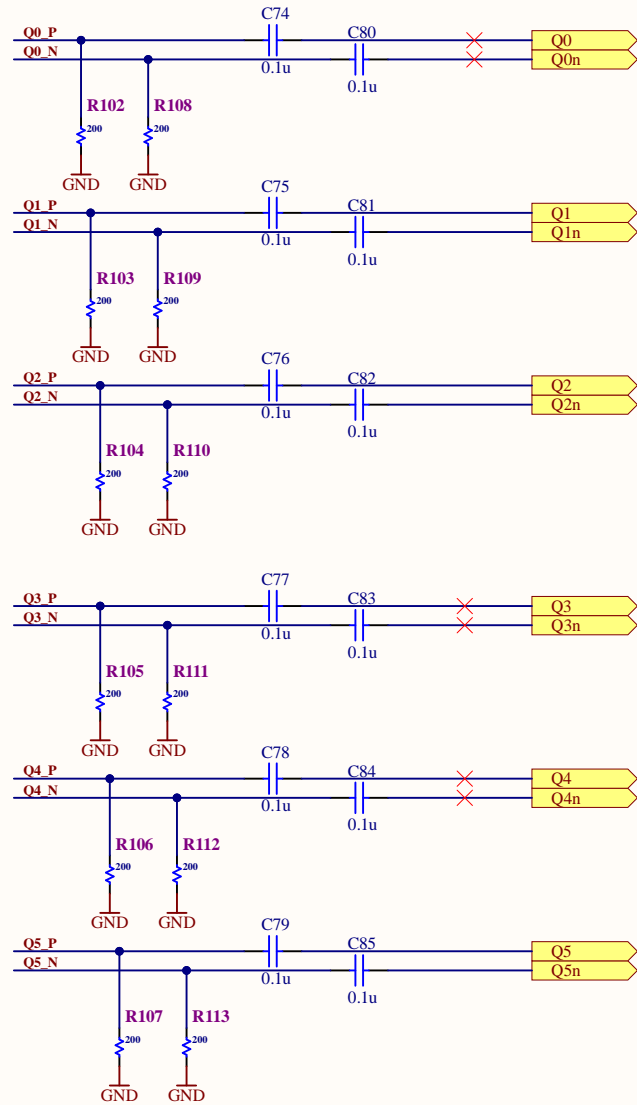 C74
Q0_P C80 Q0
Q0_N Q0n
0.1u
0.1u
R102 R108
200 200
GND GND
C75
Q1_P C81 Q1
Q1_N Q1n
0.1u
0.1u
R103 R109
200 200
GND GND
C76
Q2_P C82 Q2
Q2_N Q2n
0.1u
0.1u
R104 R110
200 200
GND GND
C77
Q3_P C83 Q3
Q3_N Q3n
0.1u
0.1u
R105 R111
200 200
GND GND
C78
Q4_P C84 Q4
Q4_N Q4n
0.1u
0.1u
R106 R112
200 200
GND GND
C79
Q5_P C85 Q5
Q5_N Q5n
0.1u
0.1u
R107 R113
200 200
GND GND